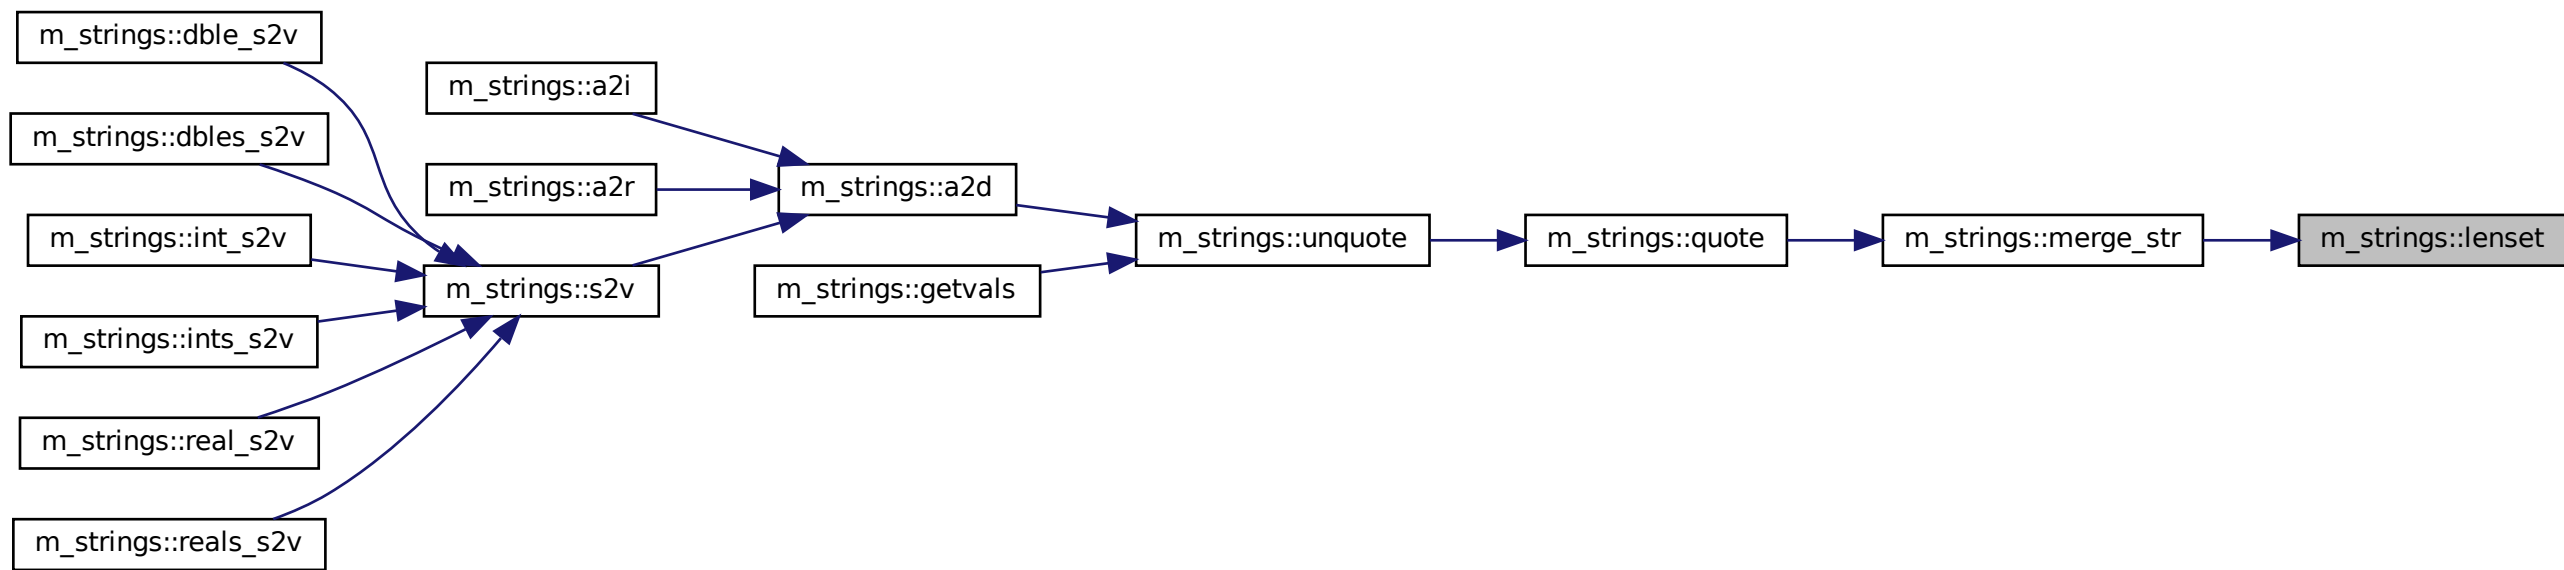 m_strings::dble_s2v
m_strings::dbles_s2v
m_strings::int_s2v
m_strings::ints_s2v
m_strings::real_s2v
m_strings::reals_s2v
m_strings::a2i
m_strings::a2r
m_strings::s2v
m_strings::a2d
m_strings::getvals
m_strings::unquote
m_strings::quote
m_strings::merge_str
m_strings::lenset